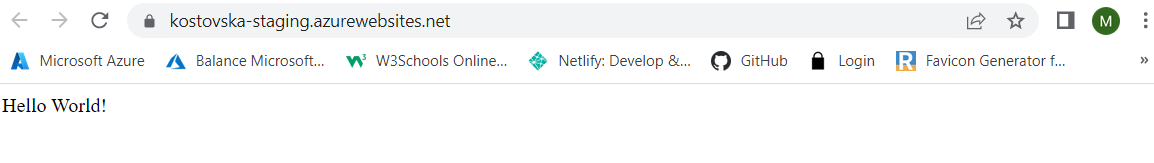 kostovska-staging.azurewebsites.net M
Microsoft Azure Balance Microsoft... W3Schools Online... Netlify: Develop &... GitHub Login Favicon Generator f... »
Hello World!